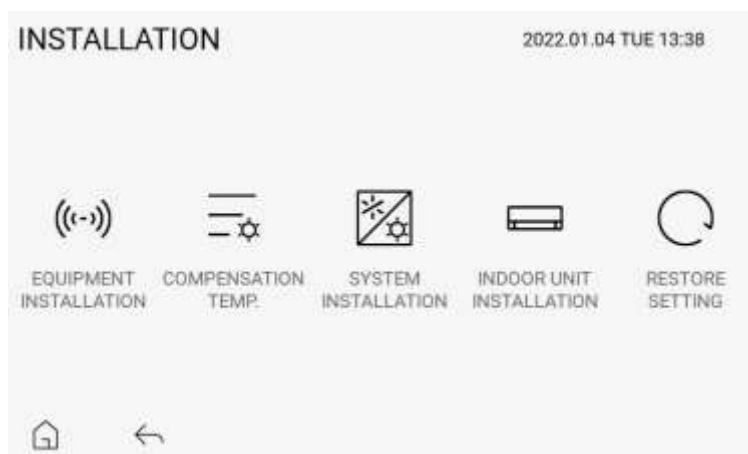 INSTALLATION
2022.01.04 TUE 13:38
EQUIPMENT
INSTALLATION
COMPENSATION
TEMP.
SYSTEM
INSTALLATION
INDOOR UNIT
INSTALLATION
RESTORE
SETTING